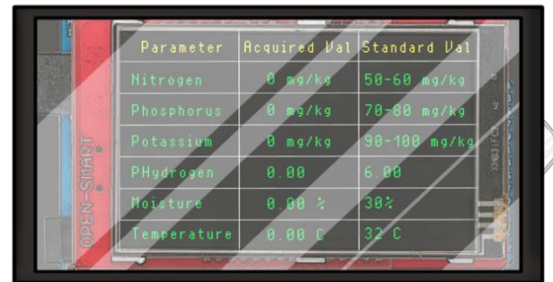 Parameter Acquired Val Standard Val
Nitrogen 0 mg/kg 50-60 mg/kg
Phosphorus 0 mg/kg 70-80 mg/kg
Potassium 0 mg/kg 90-100 mg/kg
PHydrogen 0.00 6.00
Moisture 0.00 % 30%
Temperature 0.00 C 32 C
OPEN-SMART